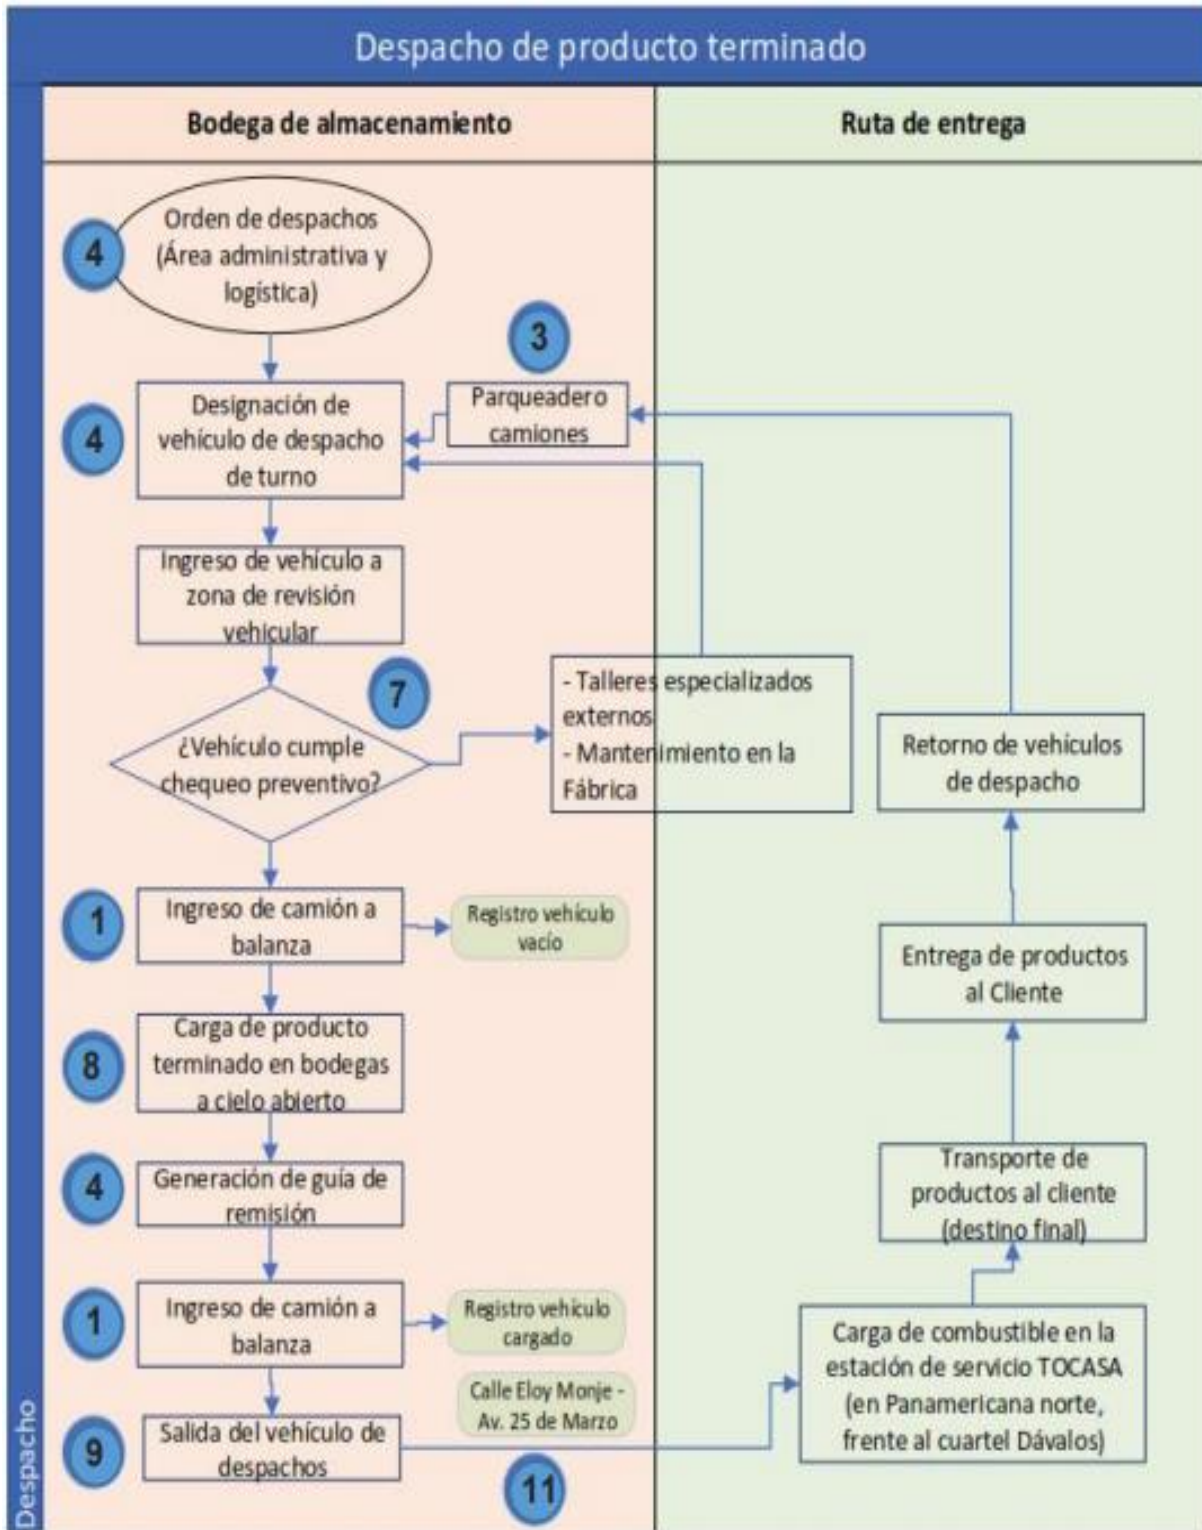 Despacho de producto terminado
Bodega de almacenamiento
Ruta de entrega
4
Orden de despachos
(Área administrativa y
logística)
3
Parqueadero
camiones
4
Designación de
vehículo de despacho
de turno
Ingreso de vehículo a
zona de revisión
vehicular
7
¿Vehículo cumple
chequeo preventivo?
- Talleres especializados
externos
- Mantenimiento en la
Fábrica
Retorno de vehículos
de despacho
1
Ingreso de camión a
balanza
Registro vehículo
vacío
Entrega de productos
al Cliente
8
Carga de producto
terminado en bodegas
a cielo abierto
4
Generación de guía de
remisión
Transporte de
productos al cliente
(destino final)
1
Ingreso de camión a
balanza
Registro vehículo
cargado
Carga de combustible en la
estación de servicio TOCASA
(en Panamericana norte,
frente al cuartel Dávalos)
Calle Eloy Monje -
Av. 25 de Marzo
9
Salida del vehículo de
despachos
11
Despacho